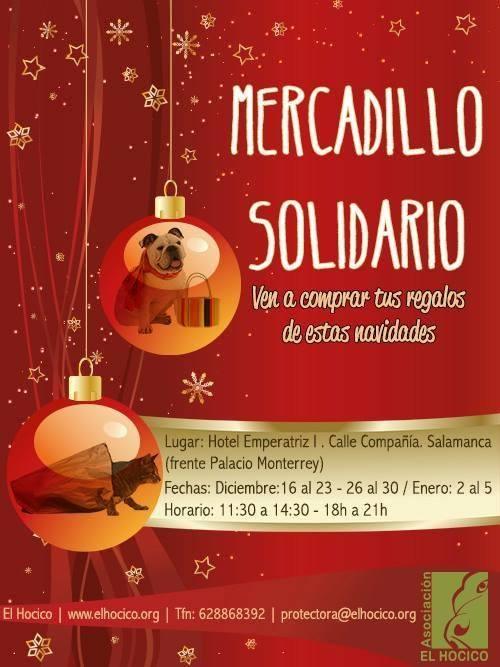 MERCADILLO
SOLIDARIO
Ven a comprar tus regalos
de estas navidades
Lugar: Hotel Emperatriz I . Calle Compañía. Salamanca
(frente Palacio Monterrey)
Fechas: Diciembre:16 al 23 - 26 al 30 / Enero: 2 al 5
Horario: 11:30 a 14:30 - 18h a 21h
El Hocico | www.elhocico.org | Tfn: 628868392 | protectora@elhocico.org
Asociación
EL HOCICO